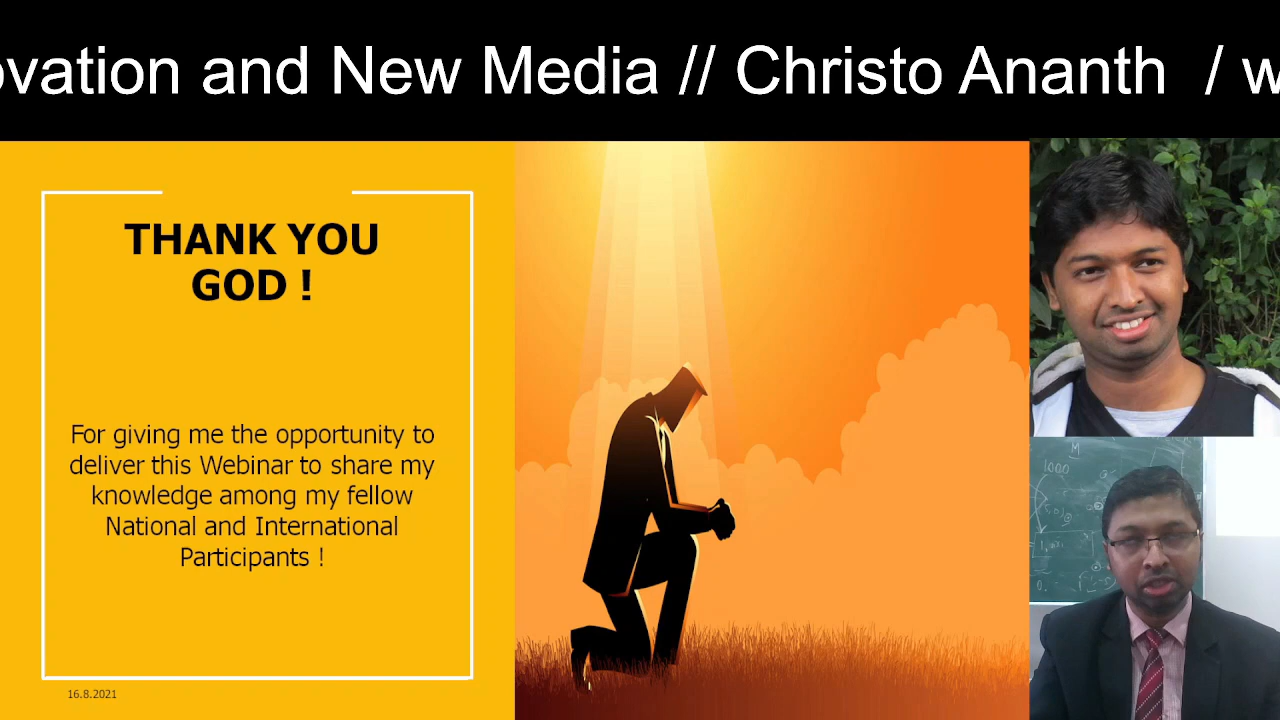 ovation and New Media // Christo Ananth / w
THANK YOU
GOD !
For giving me the opportunity to
deliver this Webinar to share my
knowledge among my fellow
National and International
Participants !
16.8.2021
M
1000